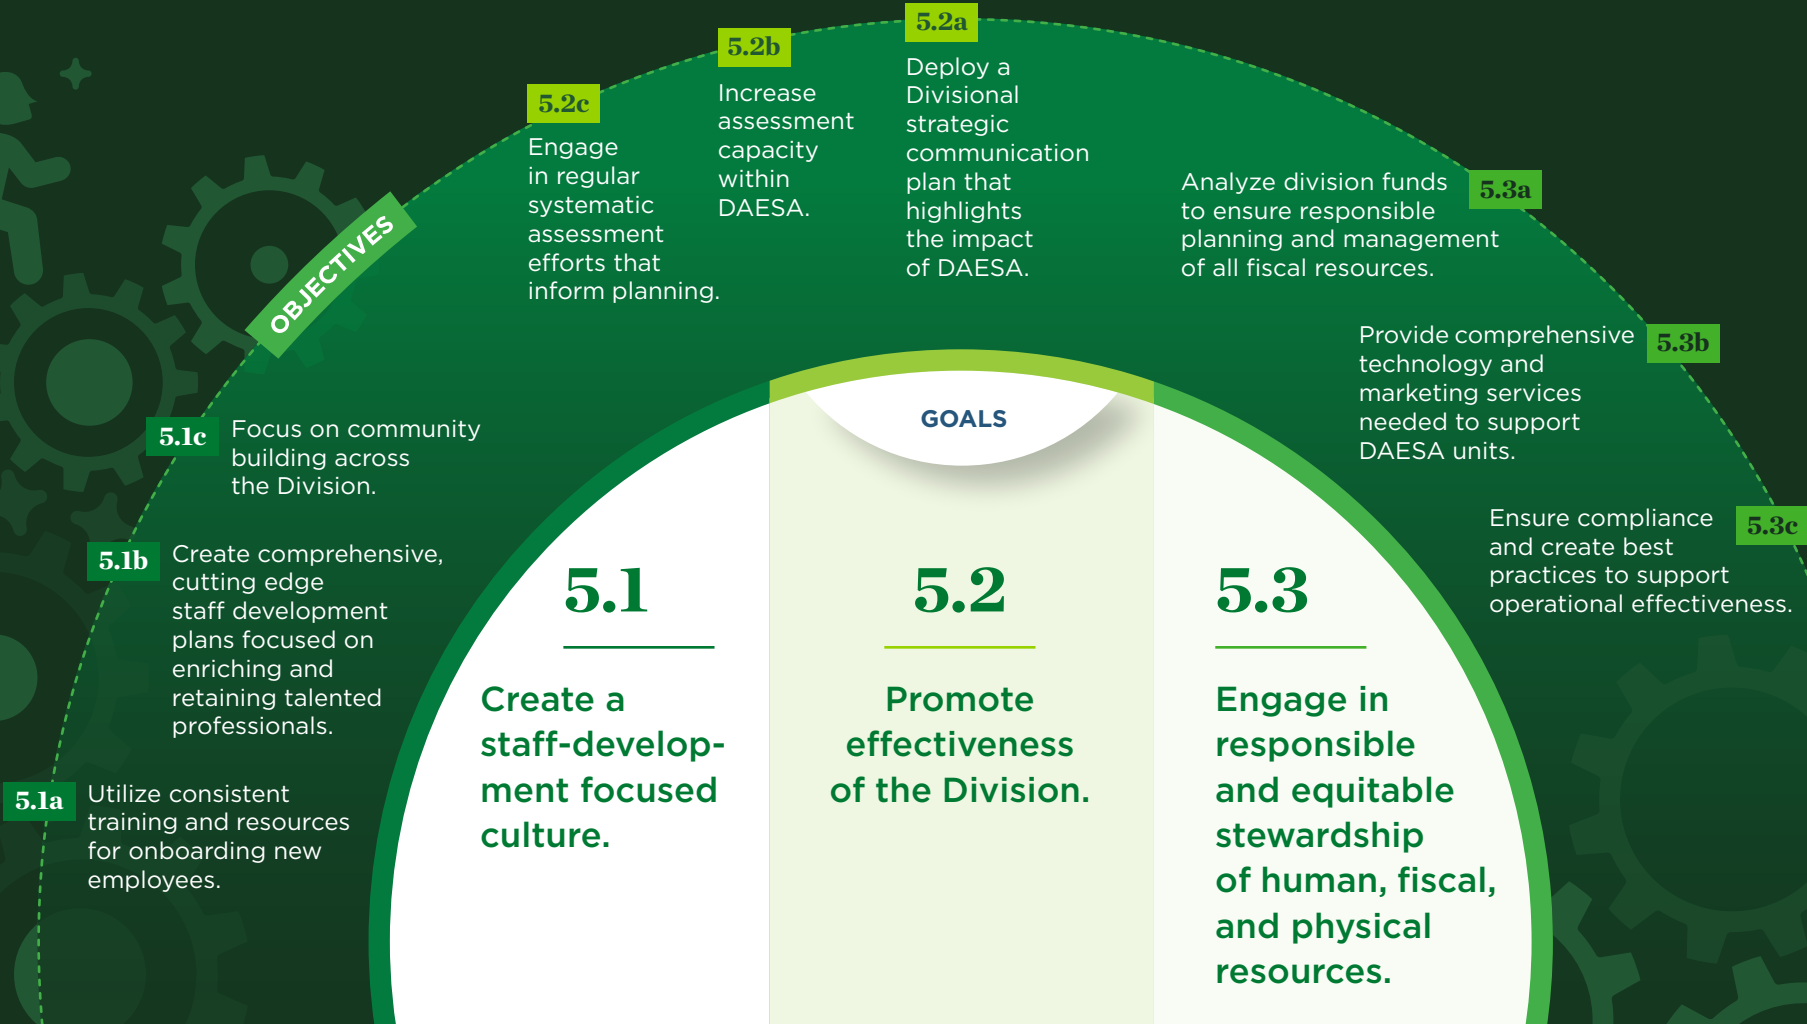 OBJECTIVES
5.1a
Utilize consistent
training and resources
for onboarding new
employees.
5.1b
Create comprehensive,
cutting edge
staff development
plans focused on
enriching and
retaining talented
professionals.
5.1c
Focus on community
building across
the Division.
5.2c
Engage
in regular
systematic
assessment
efforts that
inform planning.
5.2b
Increase
assessment
capacity
within
DAESA.
5.2a
Deploy a
Divisional
strategic
communication
plan that
highlights
the impact
of DAESA.
5.3a
Analyze division funds
to ensure responsible
planning and management
of all fiscal resources.
5.3b
Provide comprehensive
technology and
marketing services
needed to support
DAESA units.
5.3c
Ensure compliance
and create best
practices to support
operational effectiveness.
GOALS
5.1
Create a
staff-develop-
ment focused
culture.
5.2
Promote
effectiveness
of the Division.
5.3
Engage in
responsible
and equitable
stewardship
of human, fiscal,
and physical
resources.